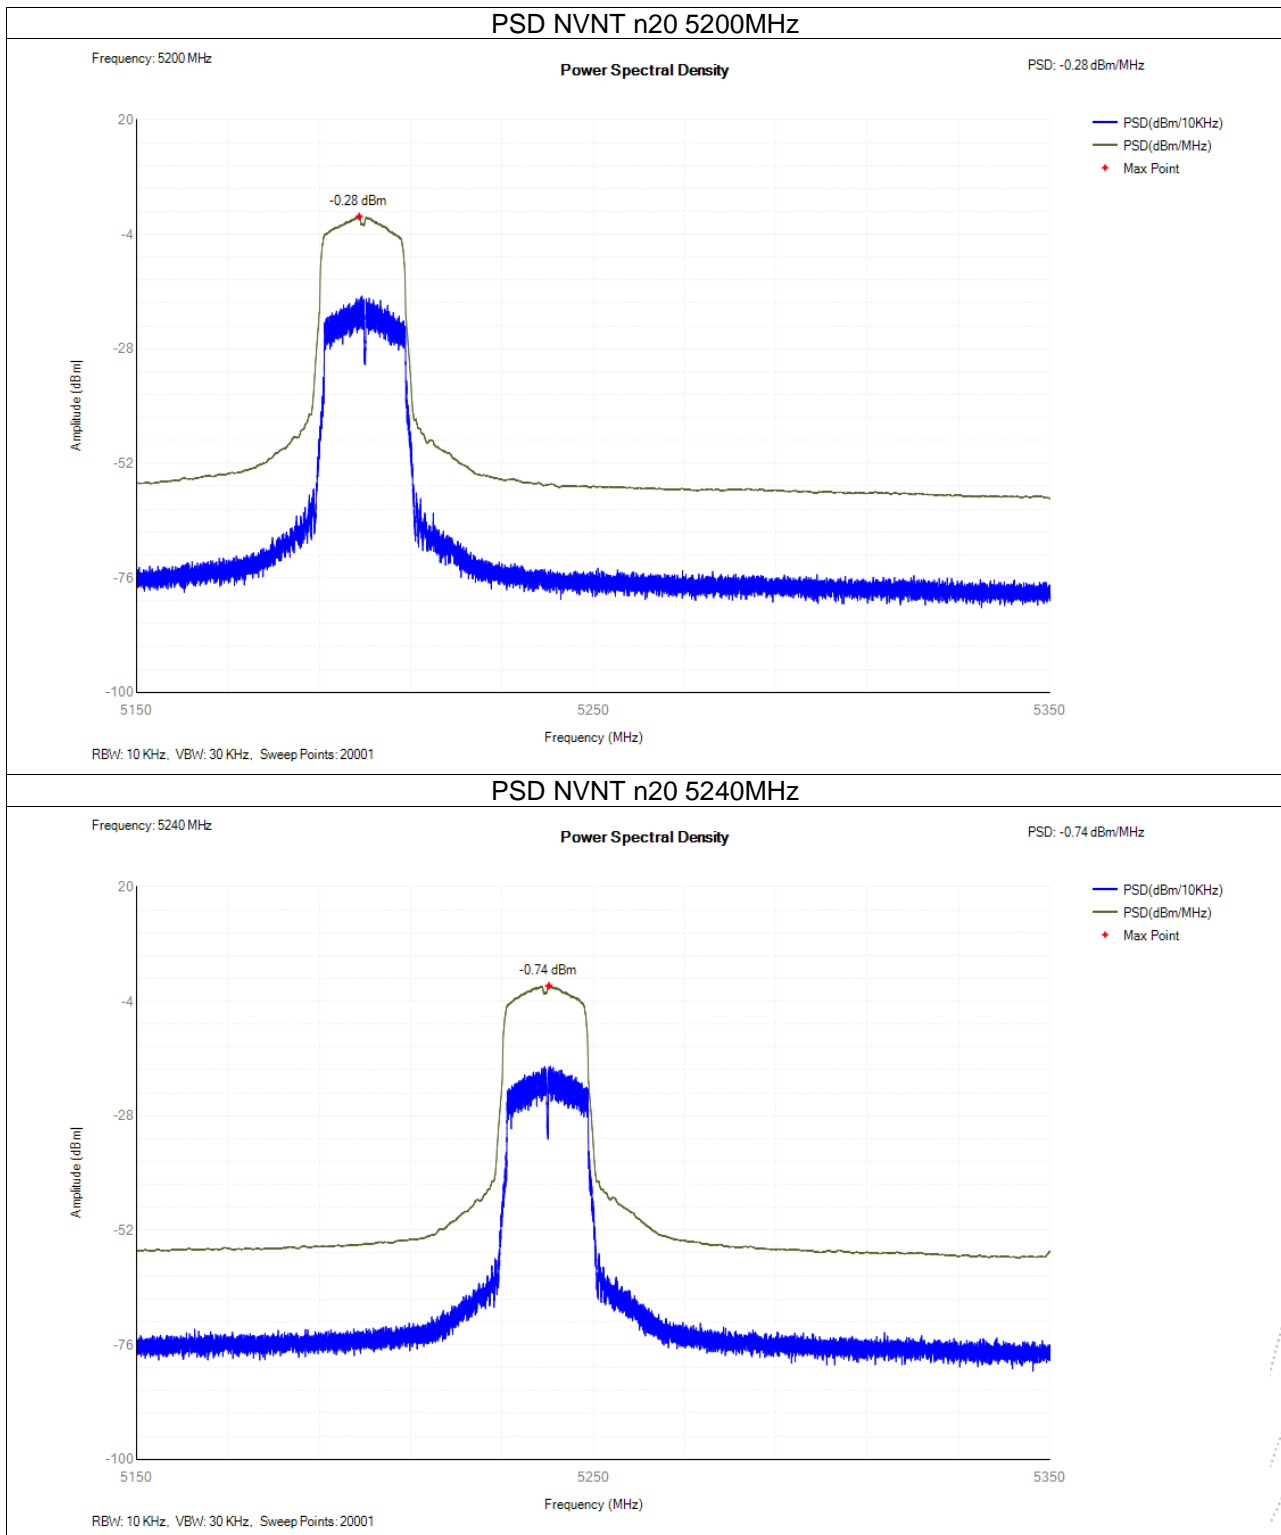 PSD NVNT n20 5200MHz
Frequency: 5200 MHz
Power Spectral Density
PSD: -0.28 dBm/MHz
20
PSD(dBm/10KHz)
PSD(dBm/MHz)
Max Point
-0.28 dBm
-4
-28
Amplitude (dBm|
-52
-76
-100
5150
5250
5350
Frequency (MHz)
RBW: 10 KHz, VBW: 30 KHz, Sweep Points: 20001
PSD NVNT n20 5240MHz
Frequency: 5240 MHz
Power Spectral Density
PSD: -0.74 dBm/MHz
20
PSD(dBm/10KHz)
PSD(dBm/MHz)
Max Point
-0.74 dBm
-4
-28
Amplitude (dBm|
-52
-76
-100
5150
5250
5350
Frequency (MHz)
RBW: 10 KHz, VBW: 30 KHz, Sweep Points: 20001